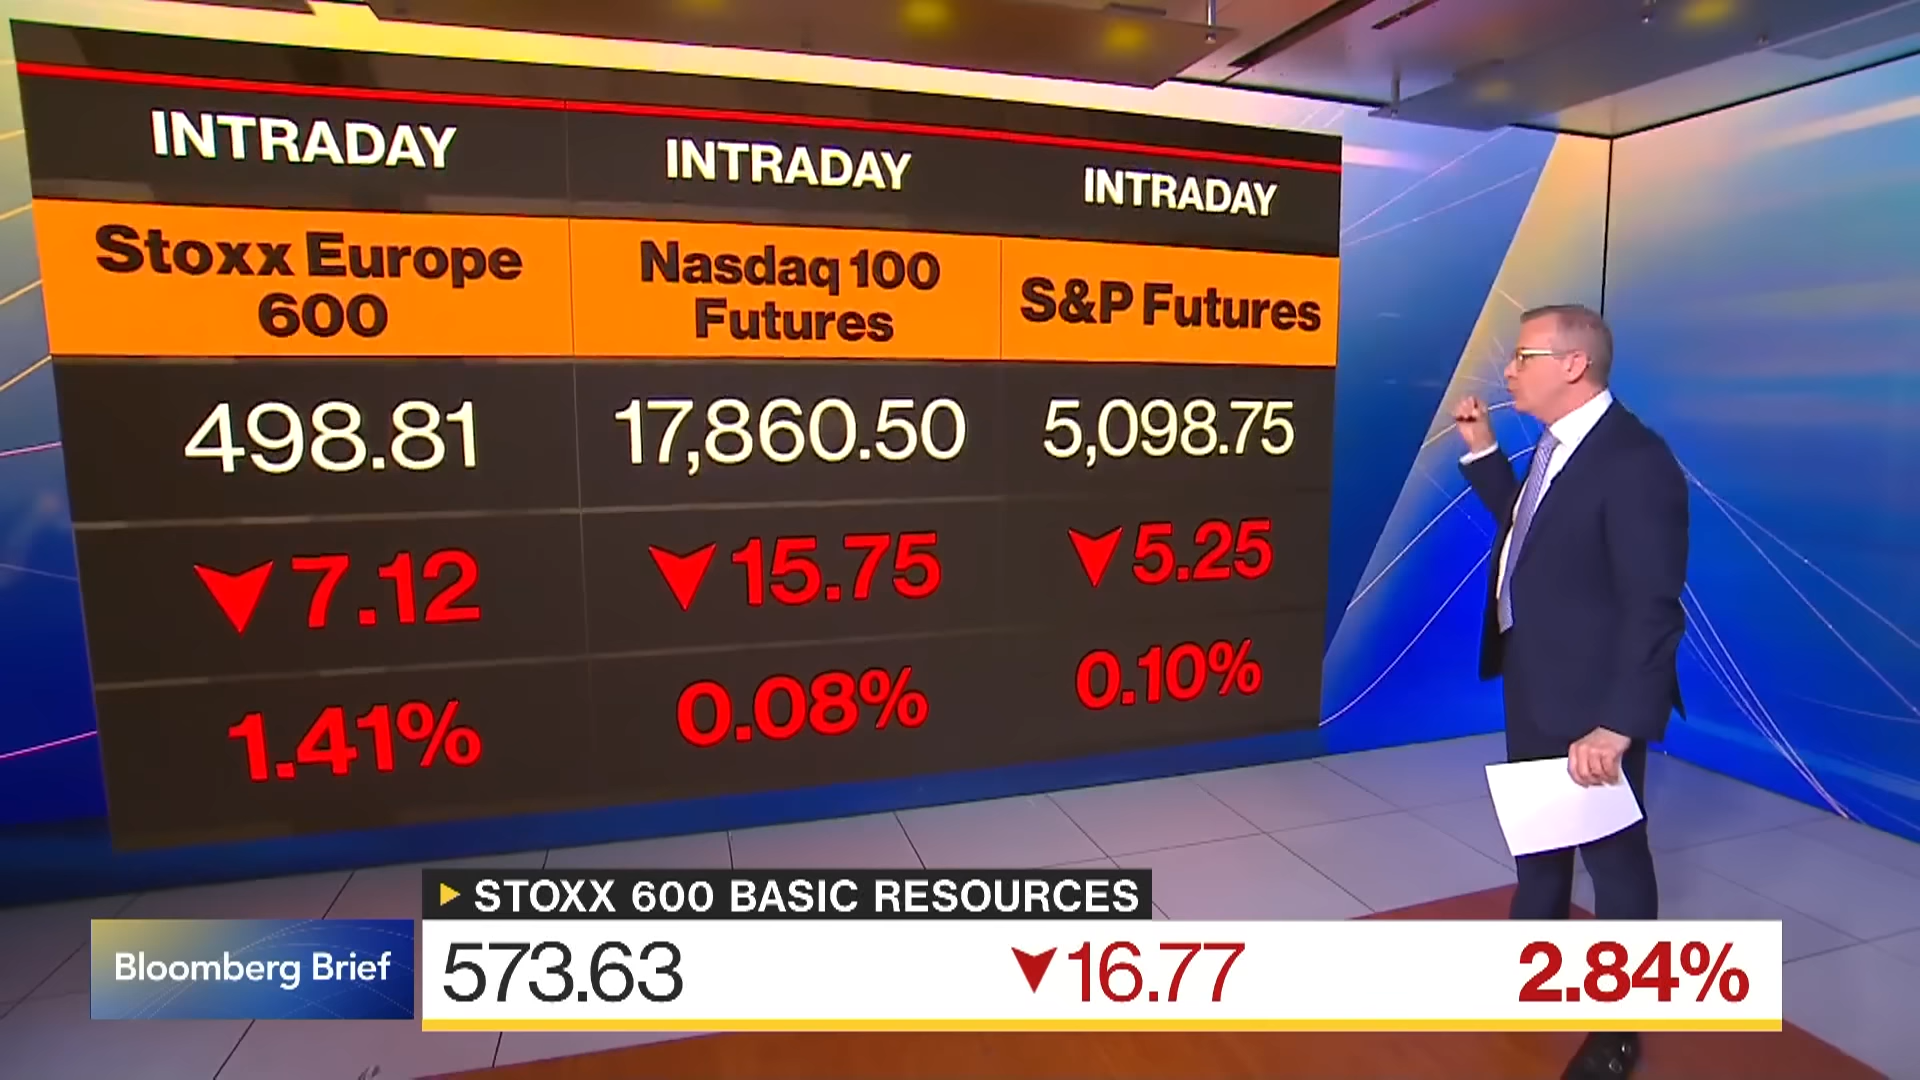 INTRADAY
INTRADAY
INTRADAY
Stoxx Europe
600
Nasdaq 100
Futures
S&P Futures
498.81
17,860.50
5,098.75
7.12
15.75
5.25
1.41%
0.08%
0.10%
STOXX 600 BASIC RESOURCES
Bloomberg Brief
573.63
16.77
2.84%